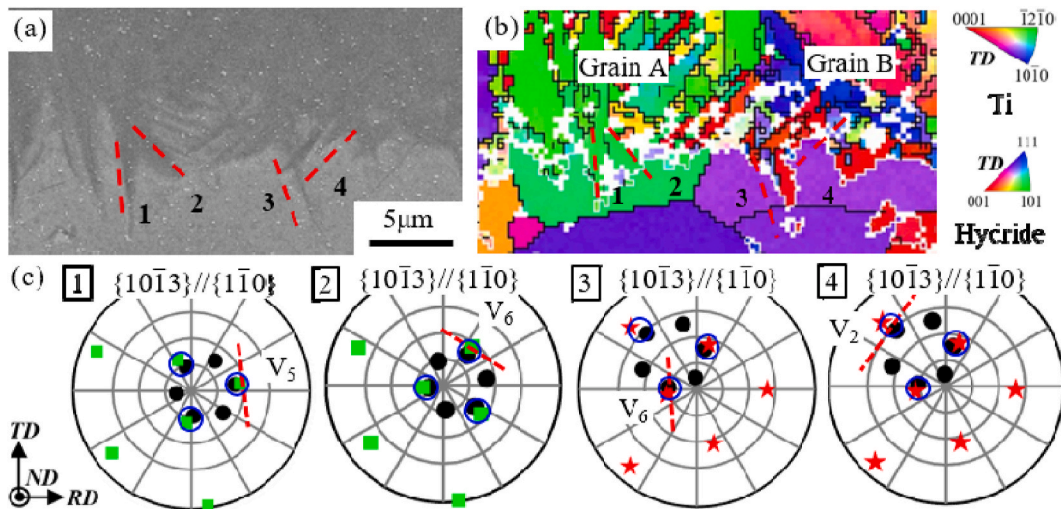 (a)
1
2
3
4
5μm
(b)
Grain A
Grain B
1
2
3
4
0001
1̅21̅0
TD
101̅0
Ti
111
TD
001
101
Hycride
(c)
1
{101̅3}//{11̅0}
V5
2
{101̅3}//{11̅0}
V6
3
{101̅3}//{11̅0}
V6
4
{101̅3}//{11̅0}
V2
TD
ND
RD